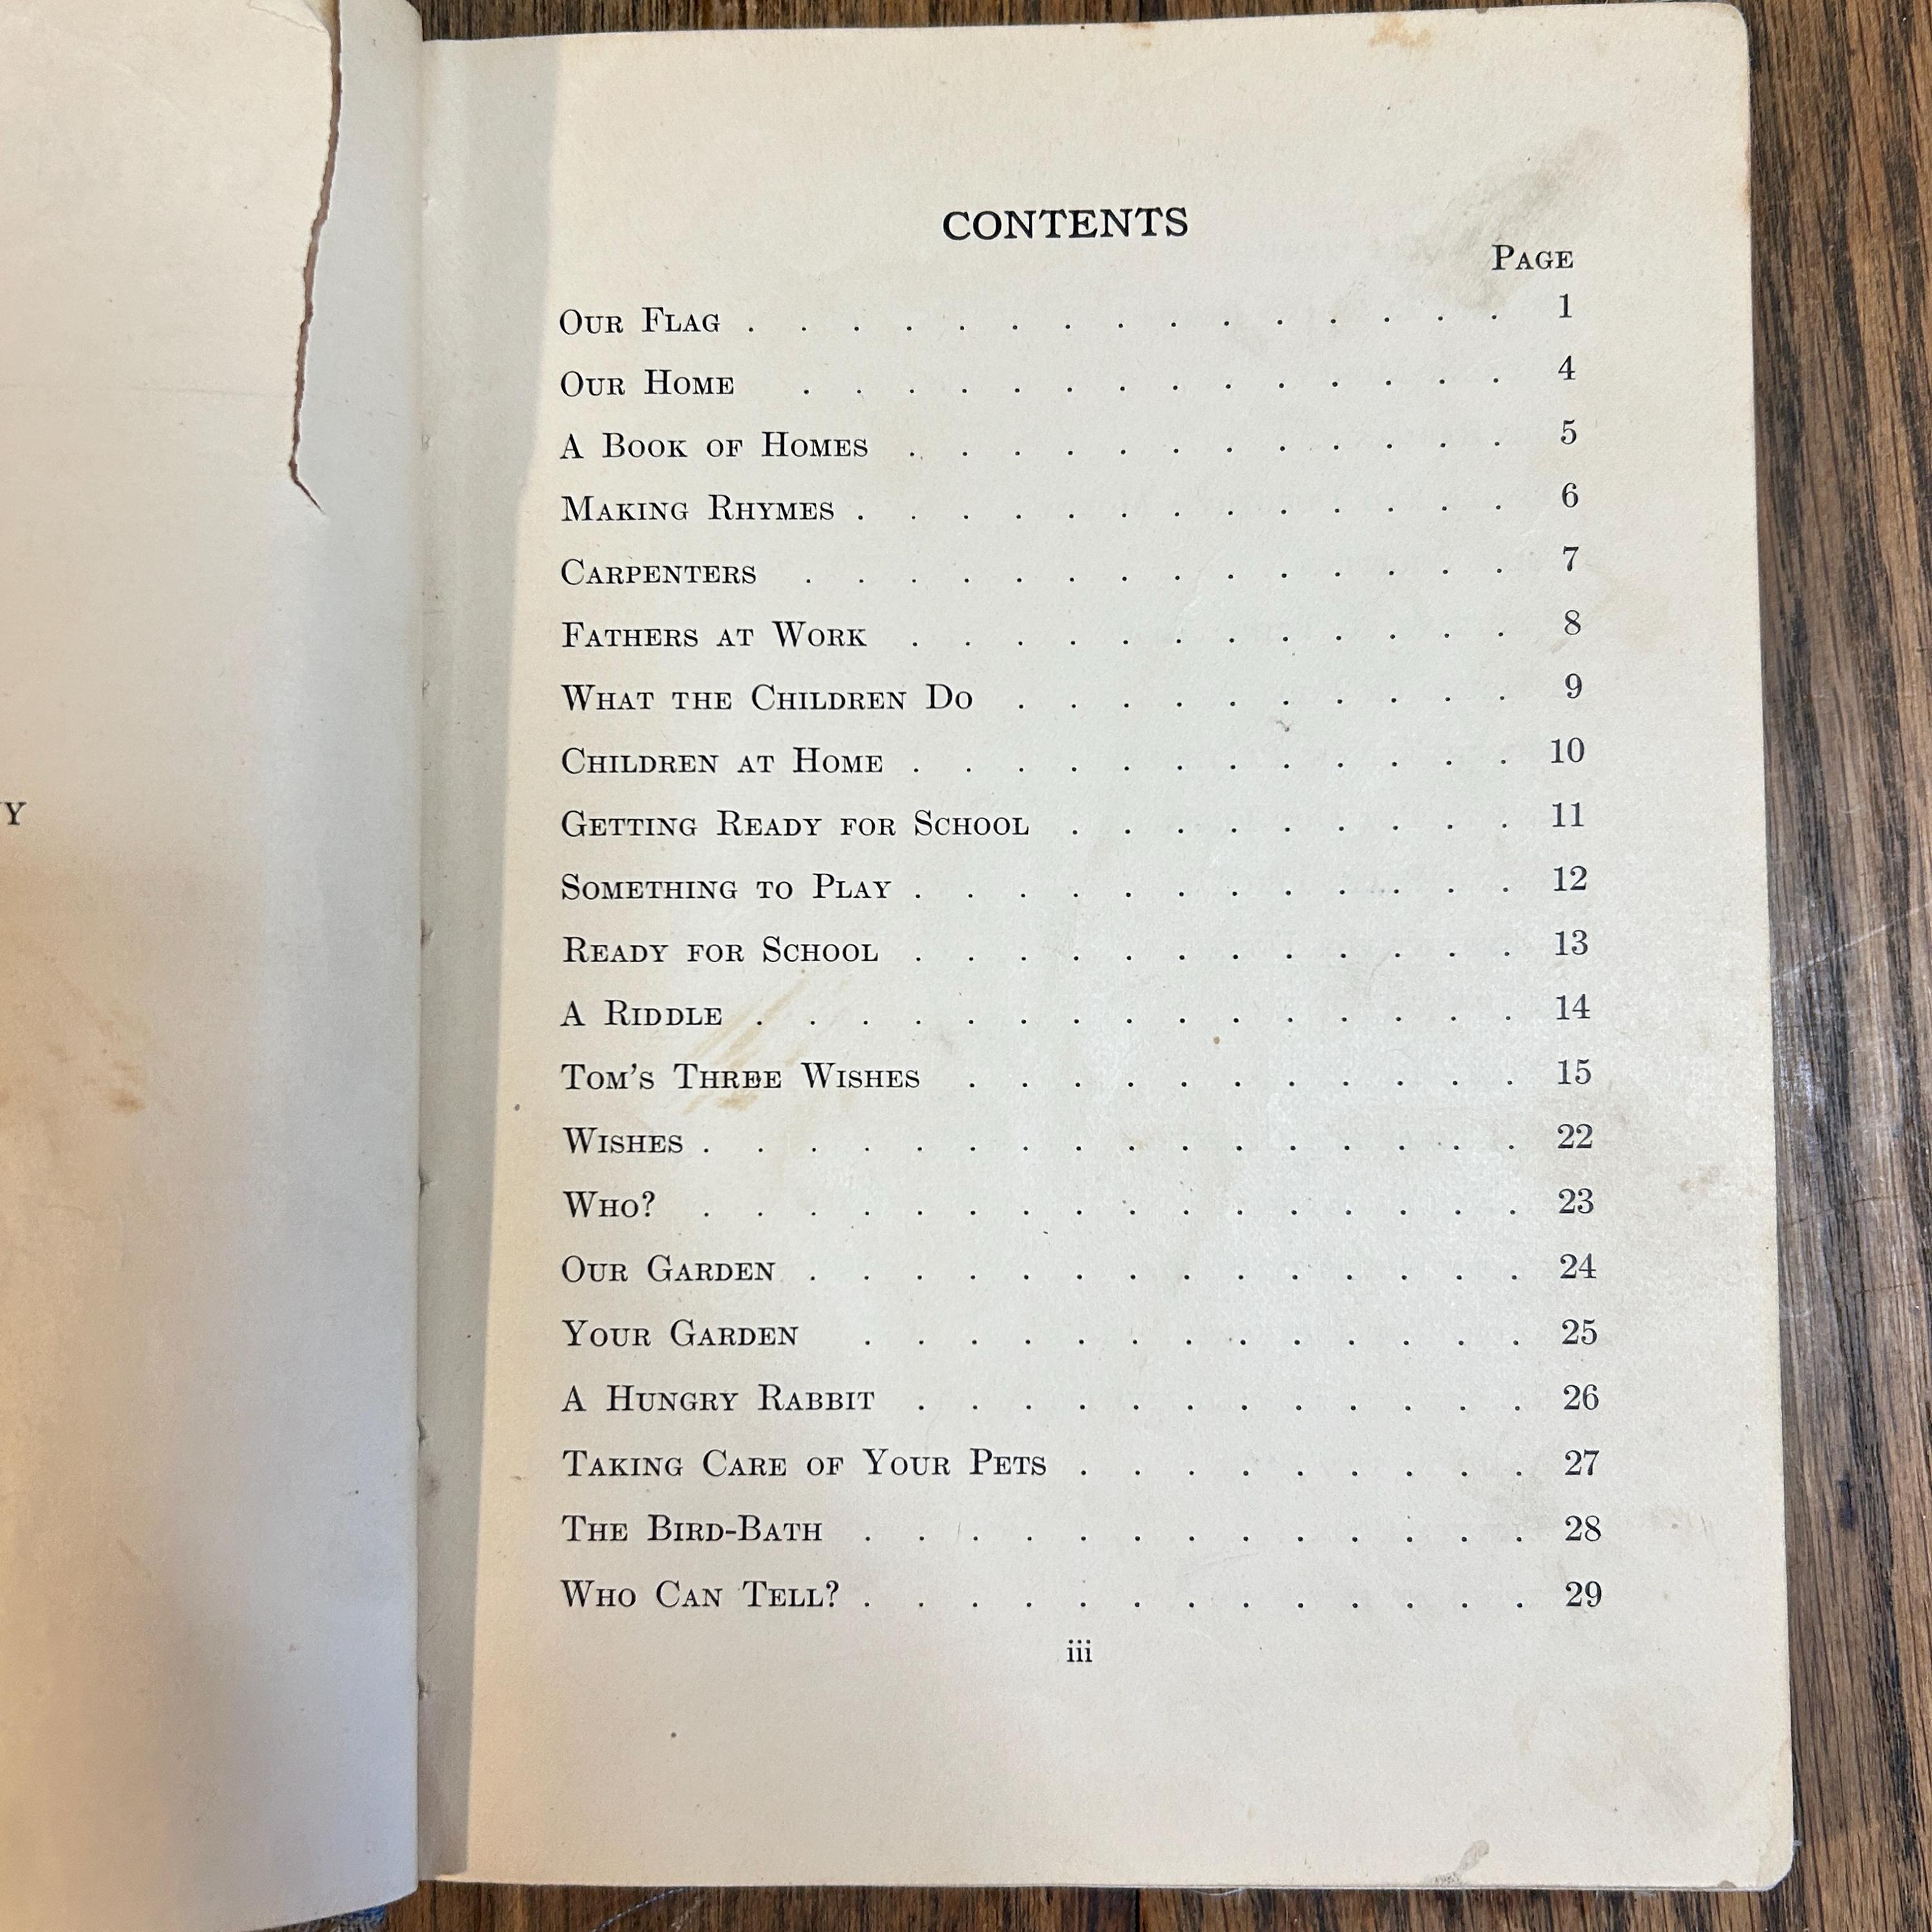 Y
CONTENTS
PAGE
OUR FLAG . . . . . . . . . . . . . . . 1
OUR HOME . . . . . . . . . . . . . . 4
A BOOK OF HOMES . . . . . . . . . . . . 5
MAKING RHYMES . . . . . . . . . . . . . 6
CARPENTERS . . . . . . . . . . . . . . 7
FATHERS AT WORK . . . . . . . . . . . . 8
WHAT THE CHILDREN DO . . . . . . . . . . 9
CHILDREN AT HOME . . . . . . . . . . . . 10
GETTING READY FOR SCHOOL . . . . . . . . . 11
SOMETHING TO PLAY . . . . . . . . . . . . 12
READY FOR SCHOOL . . . . . . . . . . . . 13
A RIDDLE . . . . . . . . . . . . . . . 14
TOM'S THREE WISHES . . . . . . . . . . . 15
WISHES . . . . . . . . . . . . . . . . 22
WHO? . . . . . . . . . . . . . . . . 23
OUR GARDEN . . . . . . . . . . . . . . 24
YOUR GARDEN . . . . . . . . . . . . . 25
A HUNGRY RABBIT . . . . . . . . . . . . 26
TAKING CARE OF YOUR PETS . . . . . . . . . 27
THE BIRD-BATH . . . . . . . . . . . . . 28
WHO CAN TELL? . . . . . . . . . . . . . 29
iii